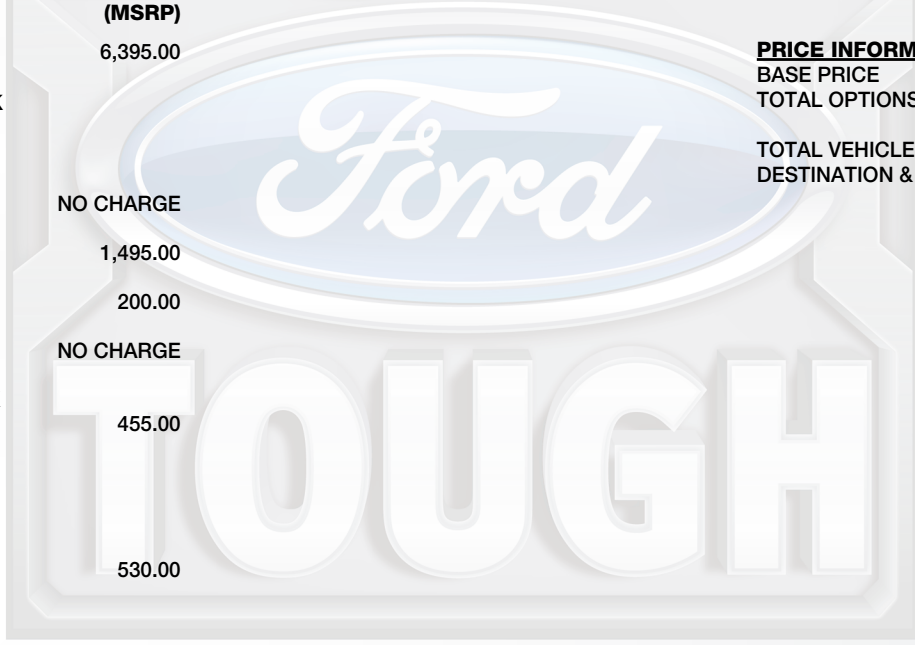 (MSRP)
6,395.00
NO CHARGE
1,495.00
200.00
NO CHARGE
455.00
530.00
PRICE INFORM
BASE PRICE
TOTAL OPTIONS
TOTAL VEHICLE
DESTINATION &
Ford
TOUGH